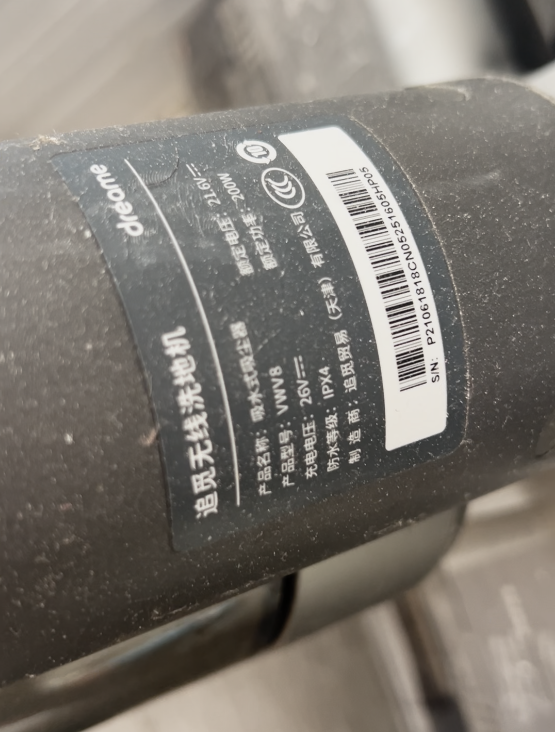 追觅无线洗地机
dreame
产品名称: 吸水式吸尘器
产品型号: VWV8
额定电压: 21.6V⎓
充电电压: 26V⎓
额定功率: 200W
防水等级: IPX4
制 造 商: 追觅贸易（天津）有限公司
10
CCC
S/N: P21061818CN05251605HP05